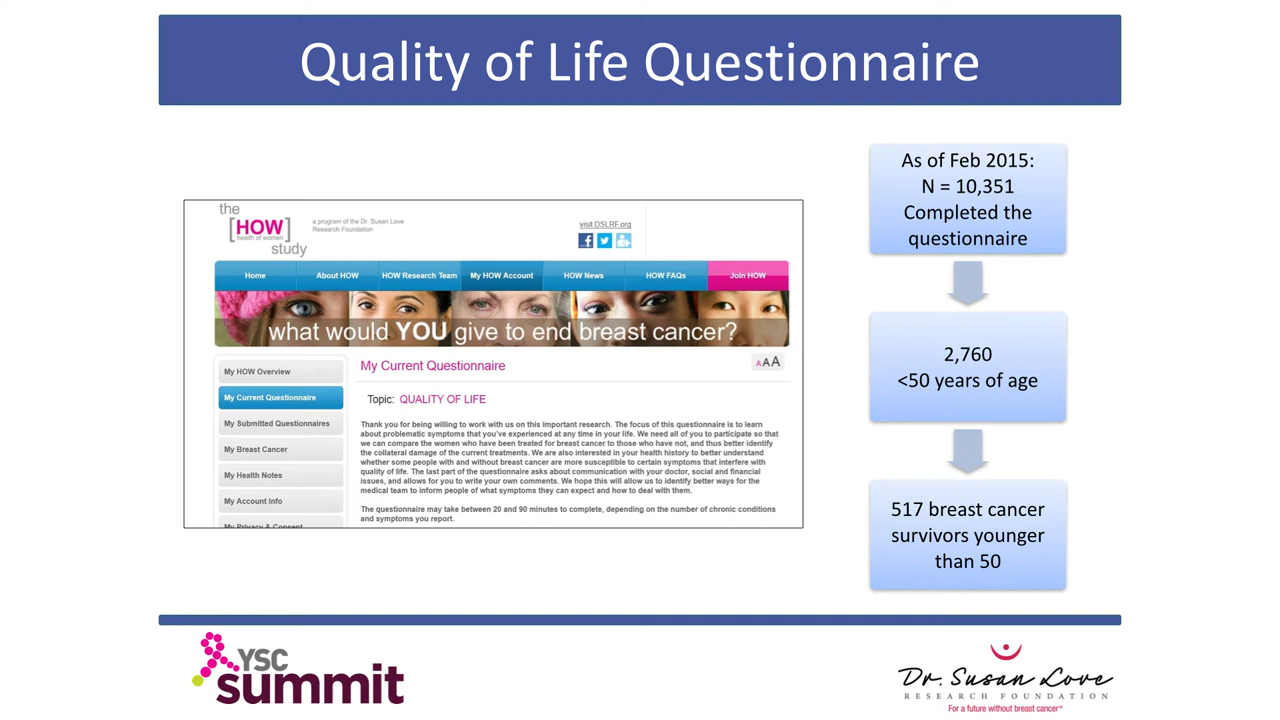 Quality of Life Questionnaire
the
[HOW]
health of women
study
a program of the Dr. Susan Love
Research Foundation
visit DSLRF.org
Home
About HOW
HOW Research Team
My HOW Account
HOW News
HOW FAQs
Join HOW
what would YOU give to end breast cancer?
My HOW Overview
My Current Questionnaire
My Submitted Questionnaires
My Breast Cancer
My Health Notes
My Account Info
My Privacy & Consent
My Current Questionnaire
AAA
Topic: QUALITY OF LIFE
Thank you for being willing to work with us on this important research. The focus of this questionnaire is to learn
about problematic symptoms that you've experienced at any time in your life. We need all of you to participate so that
we can compare the women who have been treated for breast cancer to those who have not, and thus better identify
the collateral damage of the current treatments. We are also interested in your health history to better understand
whether some people with and without breast cancer are more susceptible to certain symptoms that interfere with
quality of life. The last part of the questionnaire asks about communication with your doctor, social and financial
issues, and allows for you to write your own comments. We hope this will allow us to identify better ways for the
medical team to inform people of what symptoms they can expect and how to deal with them.
The questionnaire may take between 20 and 90 minutes to complete, depending on the number of chronic conditions
and symptoms you report.
As of Feb 2015:
N = 10,351
Completed the
questionnaire
2,760
<50 years of age
517 breast cancer
survivors younger
than 50
YSC
summit
Dr. Susan Love
RESEARCH FOUNDATION
For a future without breast cancer™